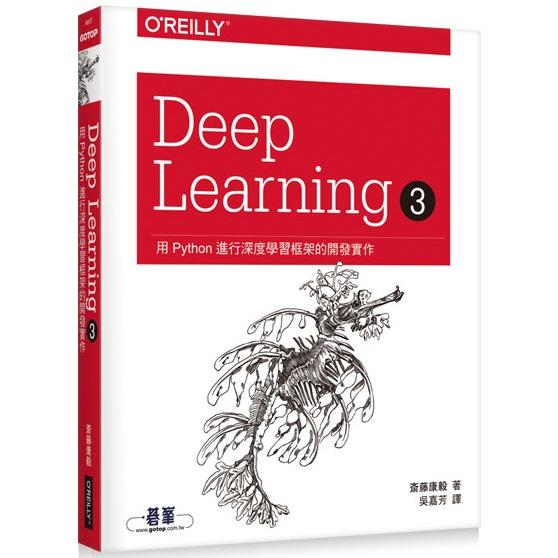 O'REILLY®
Deep
Learning 3
用 Python 進行深度學習框架的開發實作
斎藤康毅 著
吳嘉芳 譯
碁峯
www.gotop.com.tw
GOTOP
Deep Learning 3
用 Python 進行深度學習框架的開發實作
斎藤康毅
O'REILLY®